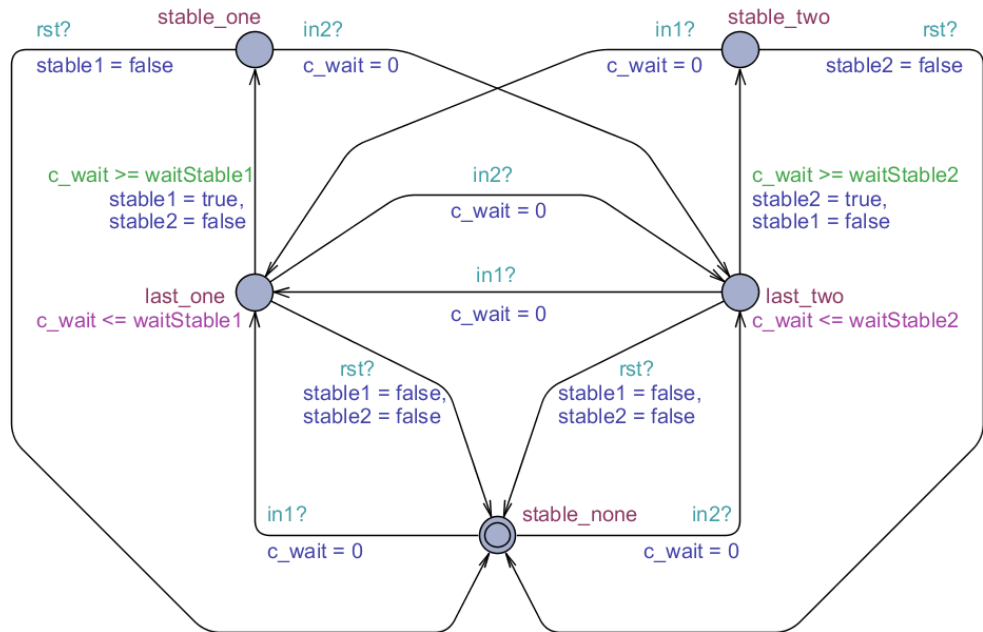 stable_one
stable_two
rst?
in2?
in1?
rst?
stable1 = false
c_wait = 0
c_wait = 0
stable2 = false
c_wait >= waitStable1
stable1 = true,
stable2 = false
in2?
c_wait = 0
c_wait >= waitStable2
stable2 = true,
stable1 = false
in1?
c_wait = 0
last_one
c_wait <= waitStable1
last_two
c_wait <= waitStable2
rst?
stable1 = false,
stable2 = false
rst?
stable1 = false,
stable2 = false
in1?
c_wait = 0
stable_none
in2?
c_wait = 0